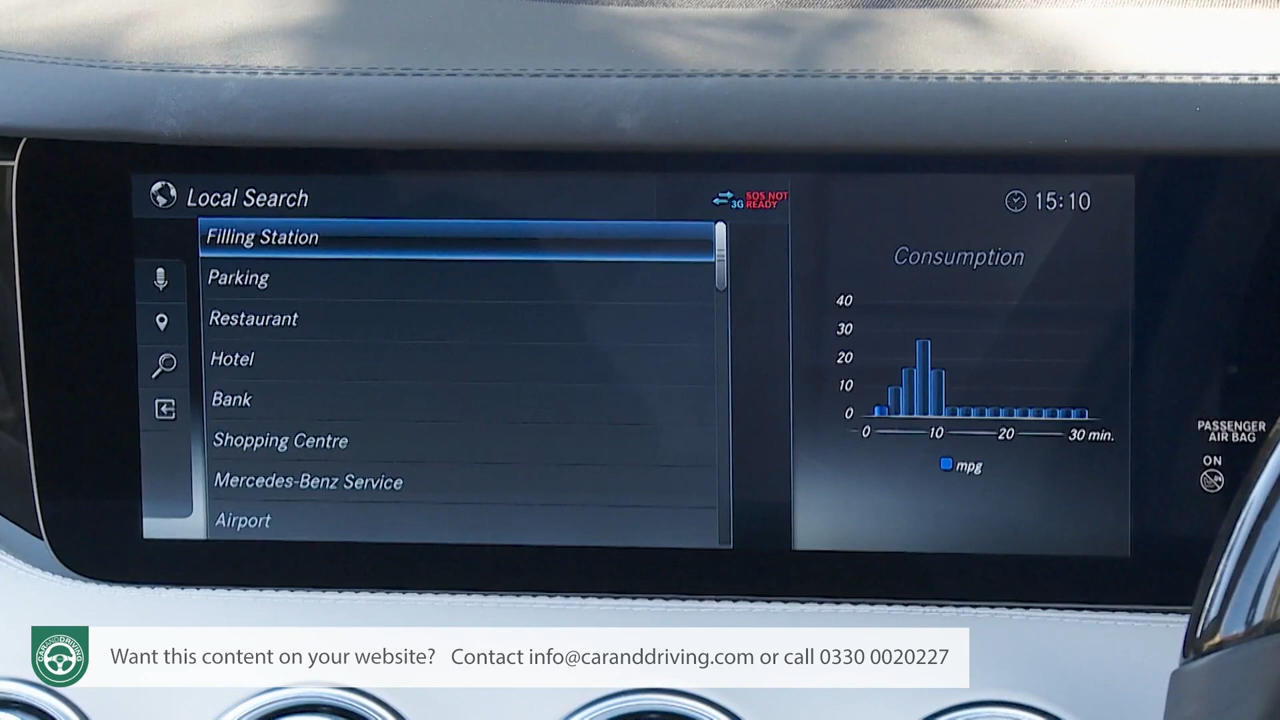 Local Search
3G
SOS NOT
READY
15:10
Filling Station
Parking
Restaurant
Hotel
Bank
Shopping Centre
Mercedes-Benz Service
Airport
Consumption
40
30
20
10
0
0 10 20 30 min.
mpg
PASSENGER
AIR BAG
ON
CARANDDRIVING
Want this content on your website? Contact info@caranddriving.com or call 0330 0020227